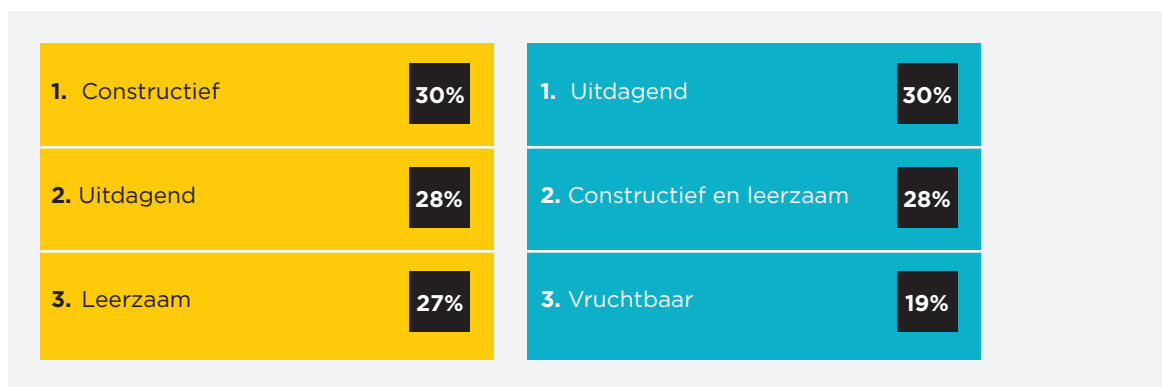 1. Constructief 30%
2. Uitdagend 28%
3. Leerzaam 27%
1. Uitdagend 30%
2. Constructief en leerzaam 28%
3. Vruchtbaar 19%